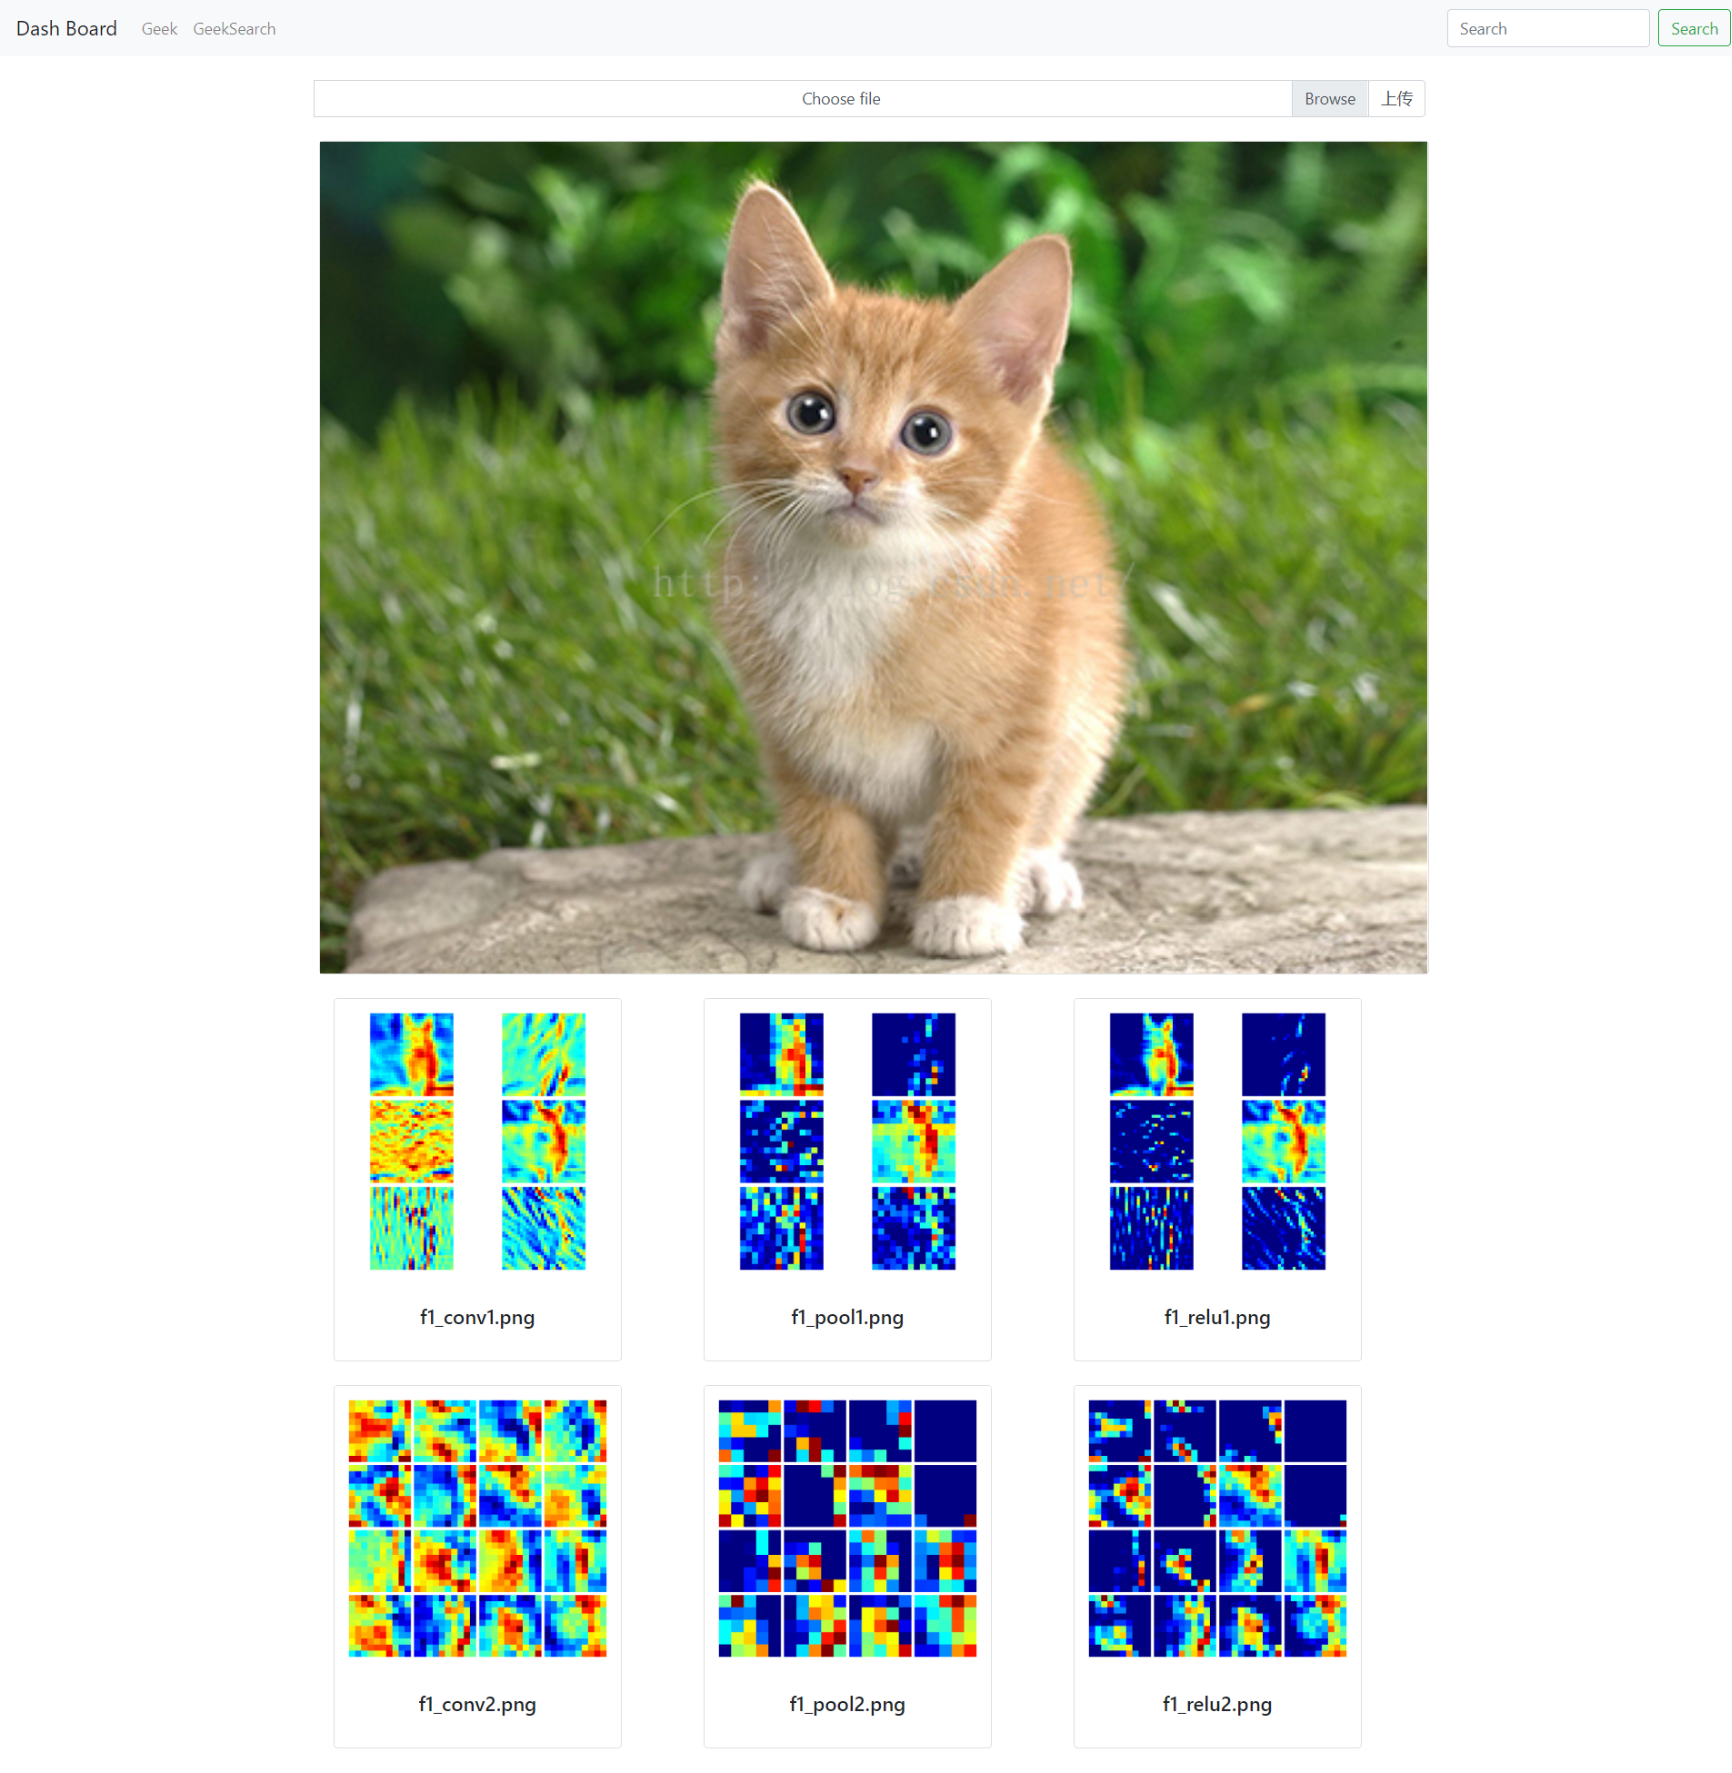 Dash Board Geek GeekSearch Search Search
Choose file Browse 上传
http://blog.csdn.net/
f1_conv1.png f1_pool1.png f1_relu1.png
f1_conv2.png f1_pool2.png f1_relu2.png